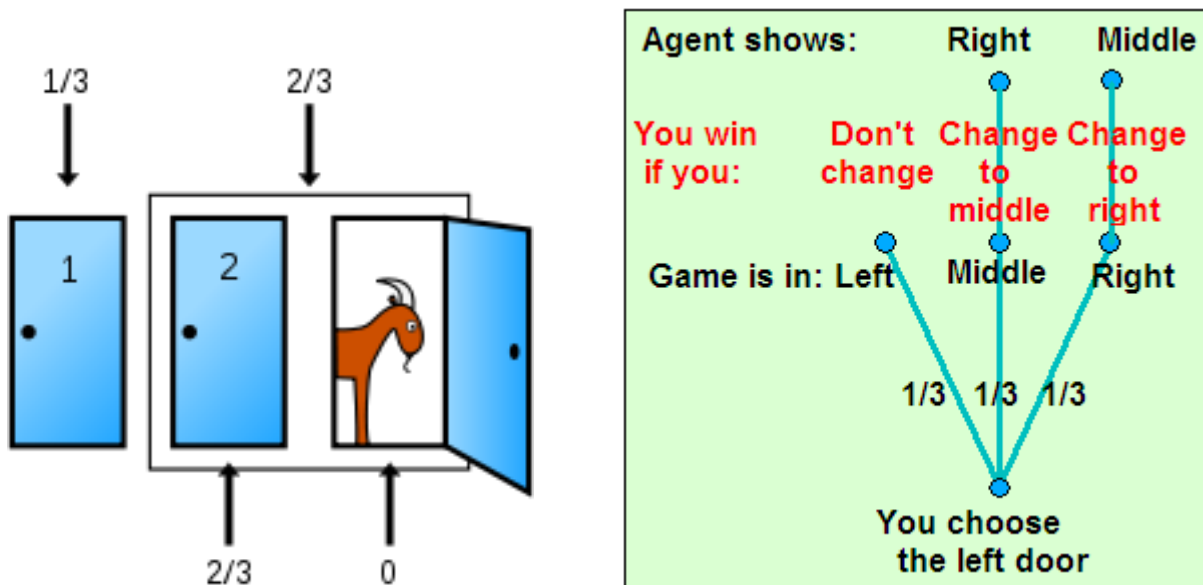 1/3 2/3
1 2
2/3 0
Agent shows: Right Middle
You win Don't Change Change
if you: change to to
middle right
Game is in: Left Middle Right
1/3 1/3 1/3
You choose
the left door